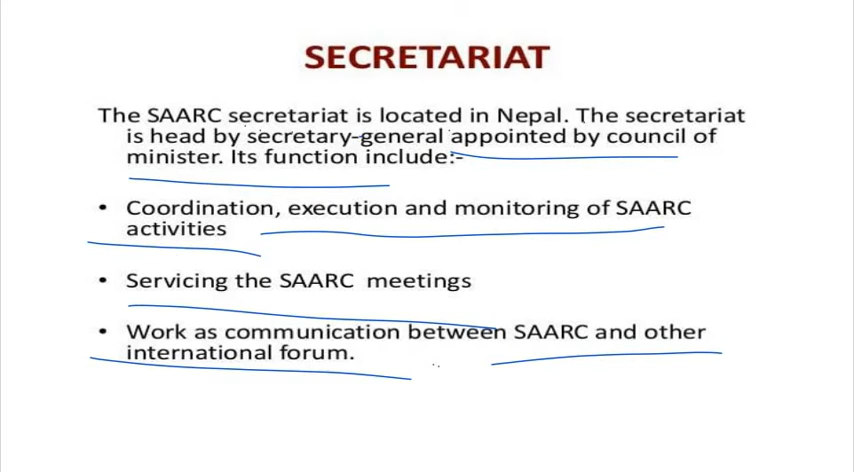 SECRETARIAT
The SAARC secretariat is located in Nepal. The secretariat
is head by secretary-general appointed by council of
minister. Its function include:-
• Coordination, execution and monitoring of SAARC
activities
• Servicing the SAARC  meetings
• Work as communication between SAARC and other
international forum.